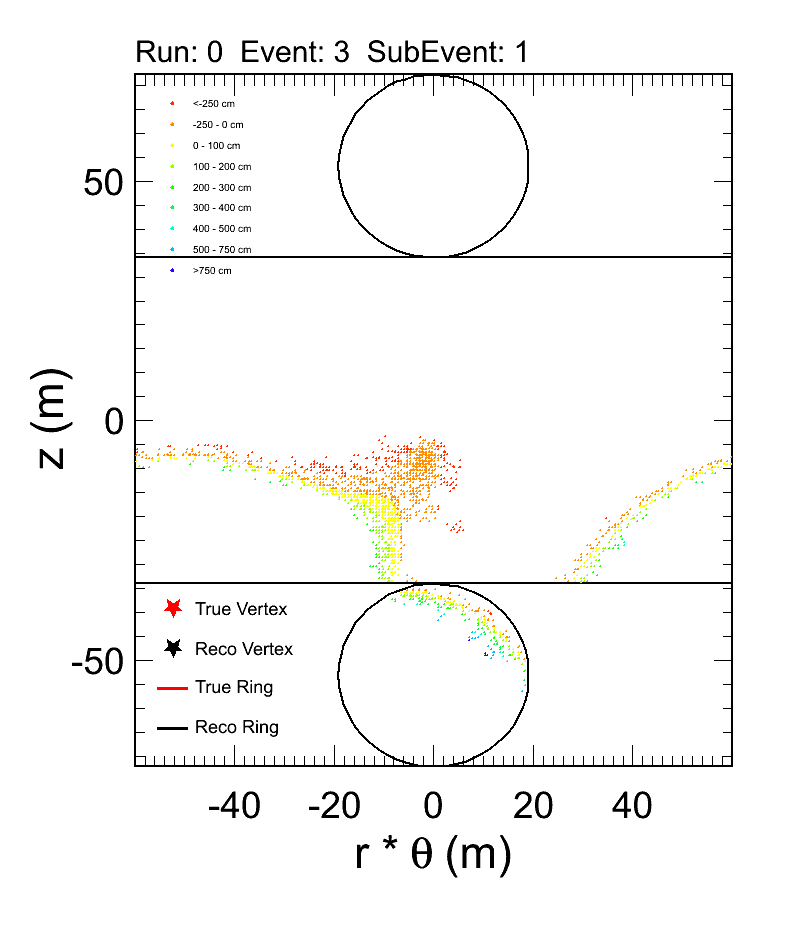 Run: 0  Event: 3  SubEvent: 1
<-250 cm
-250 - 0 cm
0 - 100 cm
100 - 200 cm
200 - 300 cm
300 - 400 cm
400 - 500 cm
500 - 750 cm
>750 cm
50
0
-50
z (m)
True Vertex
Reco Vertex
True Ring
Reco Ring
-40 -20 0 20 40
r * θ (m)